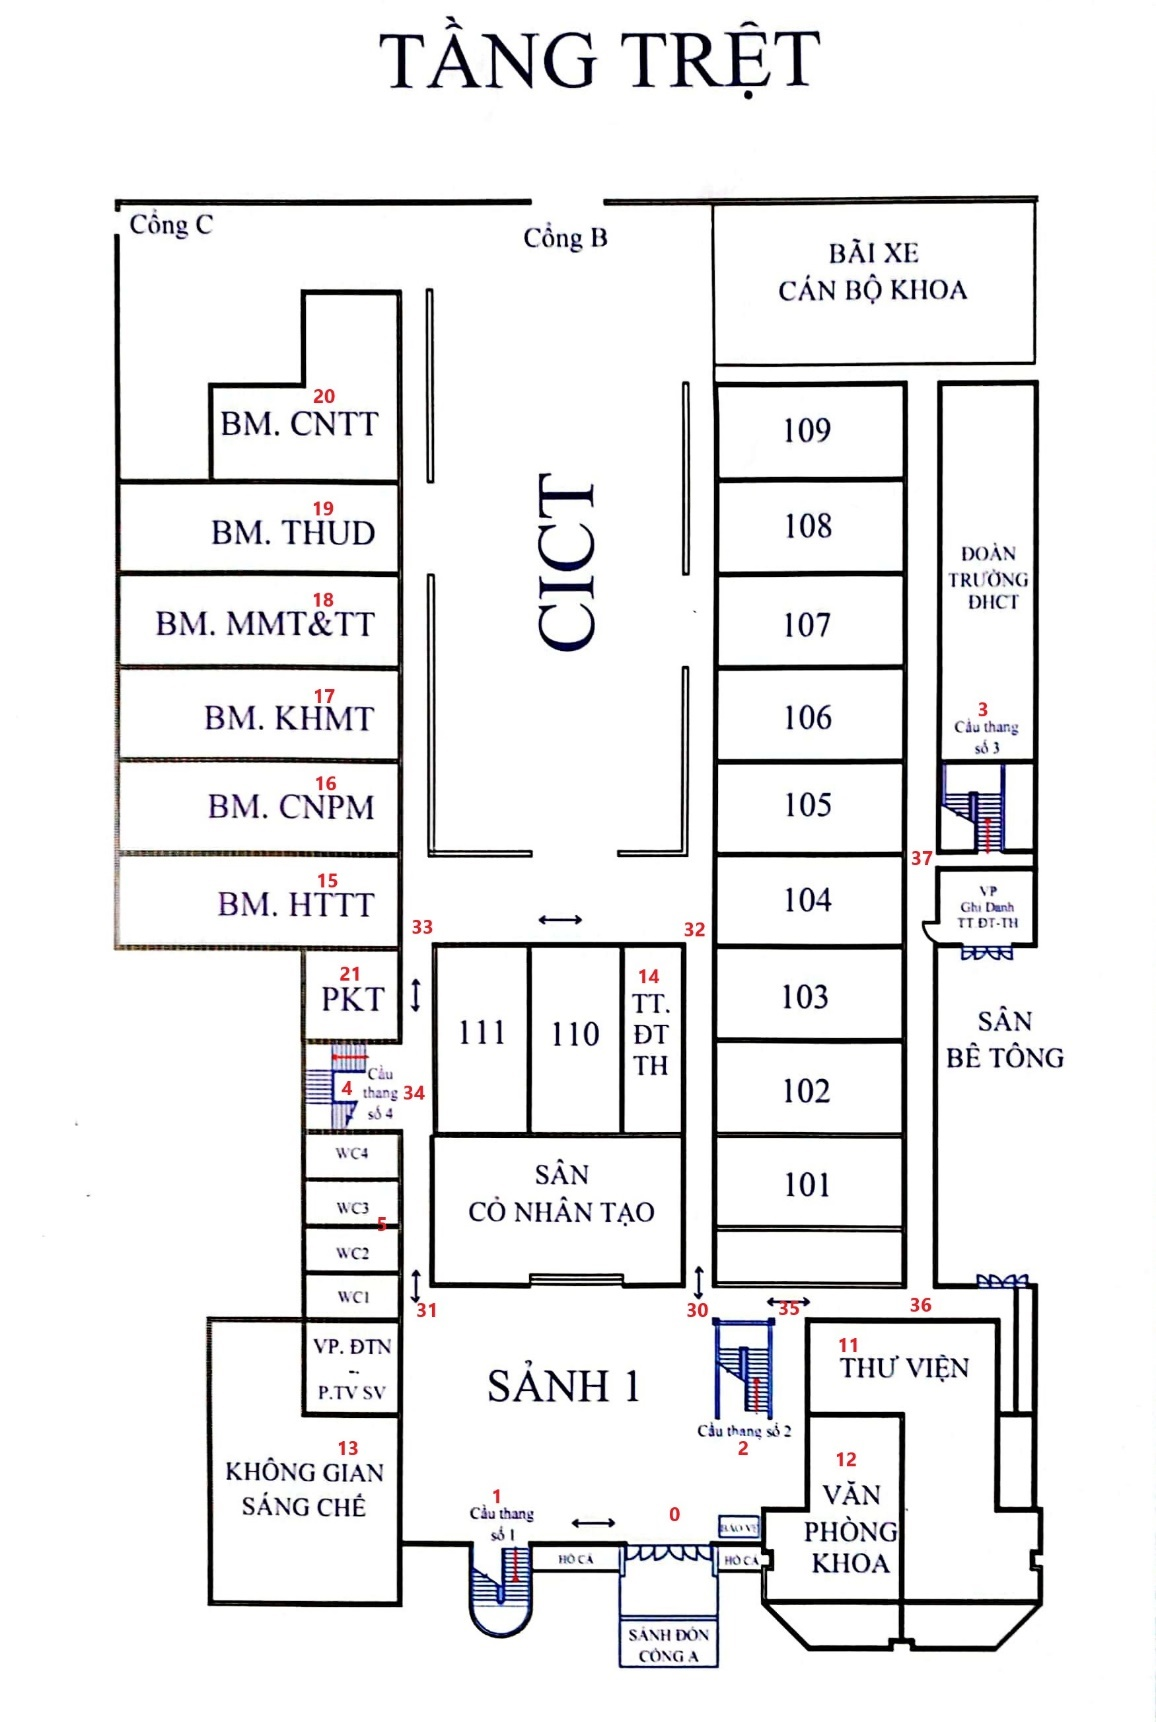 TẦNG TRỆT
Cổng C
Cổng B
BÃI XE
CÁN BỘ KHOA
20
BM. CNTT
109
19
BM. THUD
108
CICT
ĐOÀN
TRƯỜNG
ĐHCT
18
BM. MMT&TT
107
17
BM. KHMT
106
3
Cầu thang
số 3
16
BM. CNPM
105
37
15
BM. HTTT
104
VP
Ghi Danh
TT ĐT-TH
33
32
21
PKT
111
110
14
TT.
ĐT
TH
103
SÂN
BÊ TÔNG
4
Cầu
thang
số 4
34
102
WC4
WC3
5
WC2
WC1
SÂN
CỎ NHÂN TẠO
101
31
30
35
36
VP. ĐTN
-.-
P.TV SV
SẢNH 1
11
THƯ VIỆN
Cầu thang số 2
2
13
KHÔNG GIAN
SÁNG CHẾ
12
VĂN
PHÒNG
KHOA
1
Cầu thang
số 1
0
BẢO VỆ
HỒ CÁ
HỒ CÁ
SẢNH ĐÓN
CỔNG A